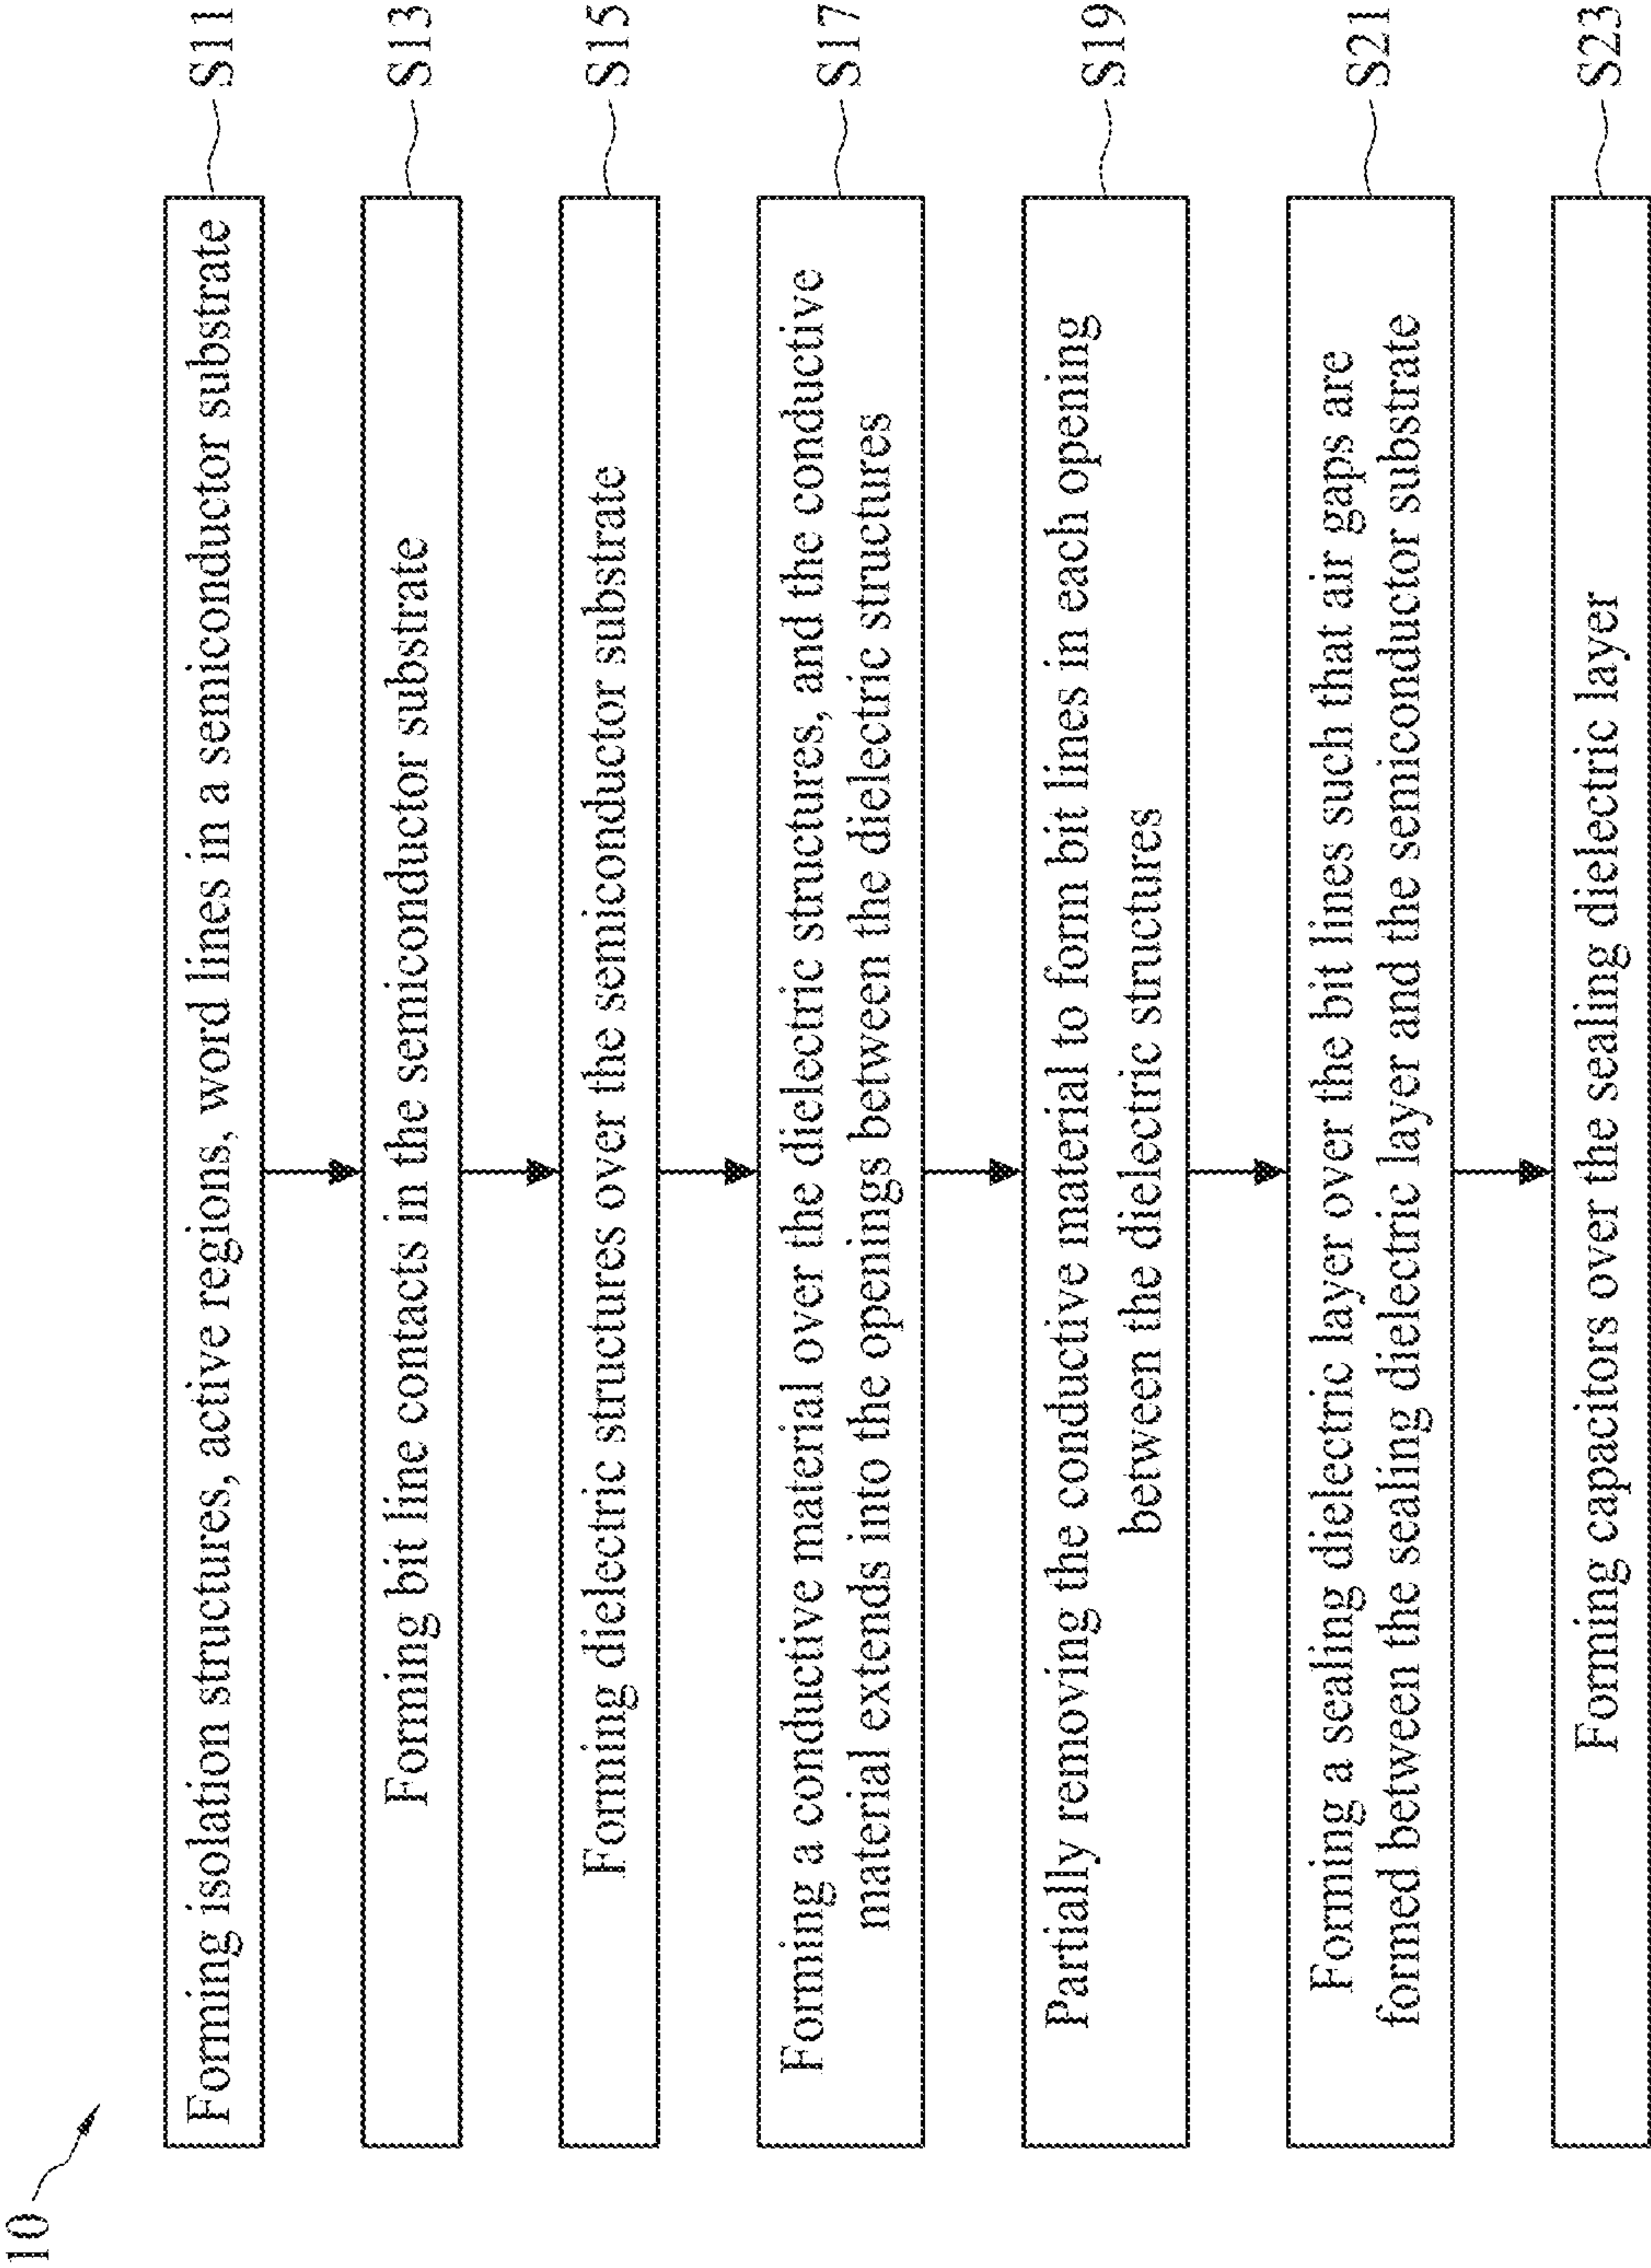 10
Forming isolation structures, active regions, word lines in a semiconductor substrate
S11
Forming bit line contacts in the semiconductor substrate
S13
Forming dielectric structures over the semiconductor substrate
S15
Forming a conductive material over the dielectric structures, and the conductive
material extends into the openings between the dielectric structures
S17
Partially removing the conductive material to form bit lines in each opening
between the dielectric structures
S19
Forming a sealing dielectric layer over the bit lines such that air gaps are
formed between the sealing dielectric layer and the semiconductor substrate
S21
Forming capacitors over the sealing dielectric layer
S23